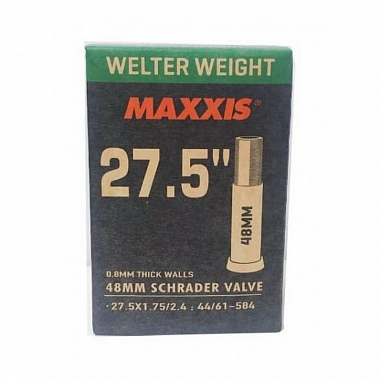 WELTER WEIGHT
MAXXIS®
27.5"
48MM
0.8MM THICK WALLS
48MM SCHRADER VALVE
· 27.5X1.75/2.4 ; 44/61-584